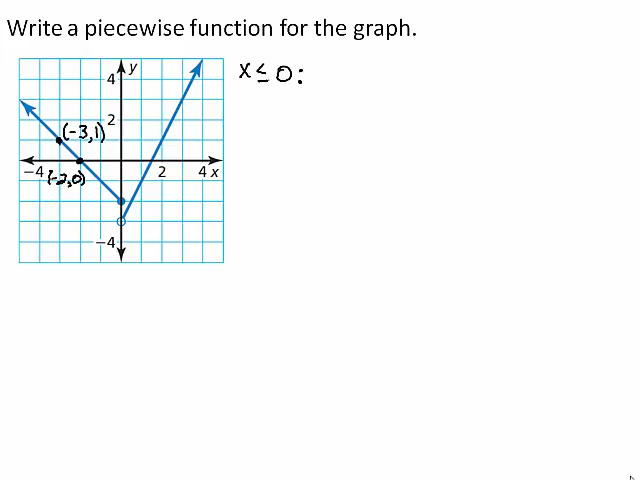 Write a piecewise function for the graph.
x ≤ 0:
4 y
(-3,1) 2
−4 (-2,0) 2 4 x
−4